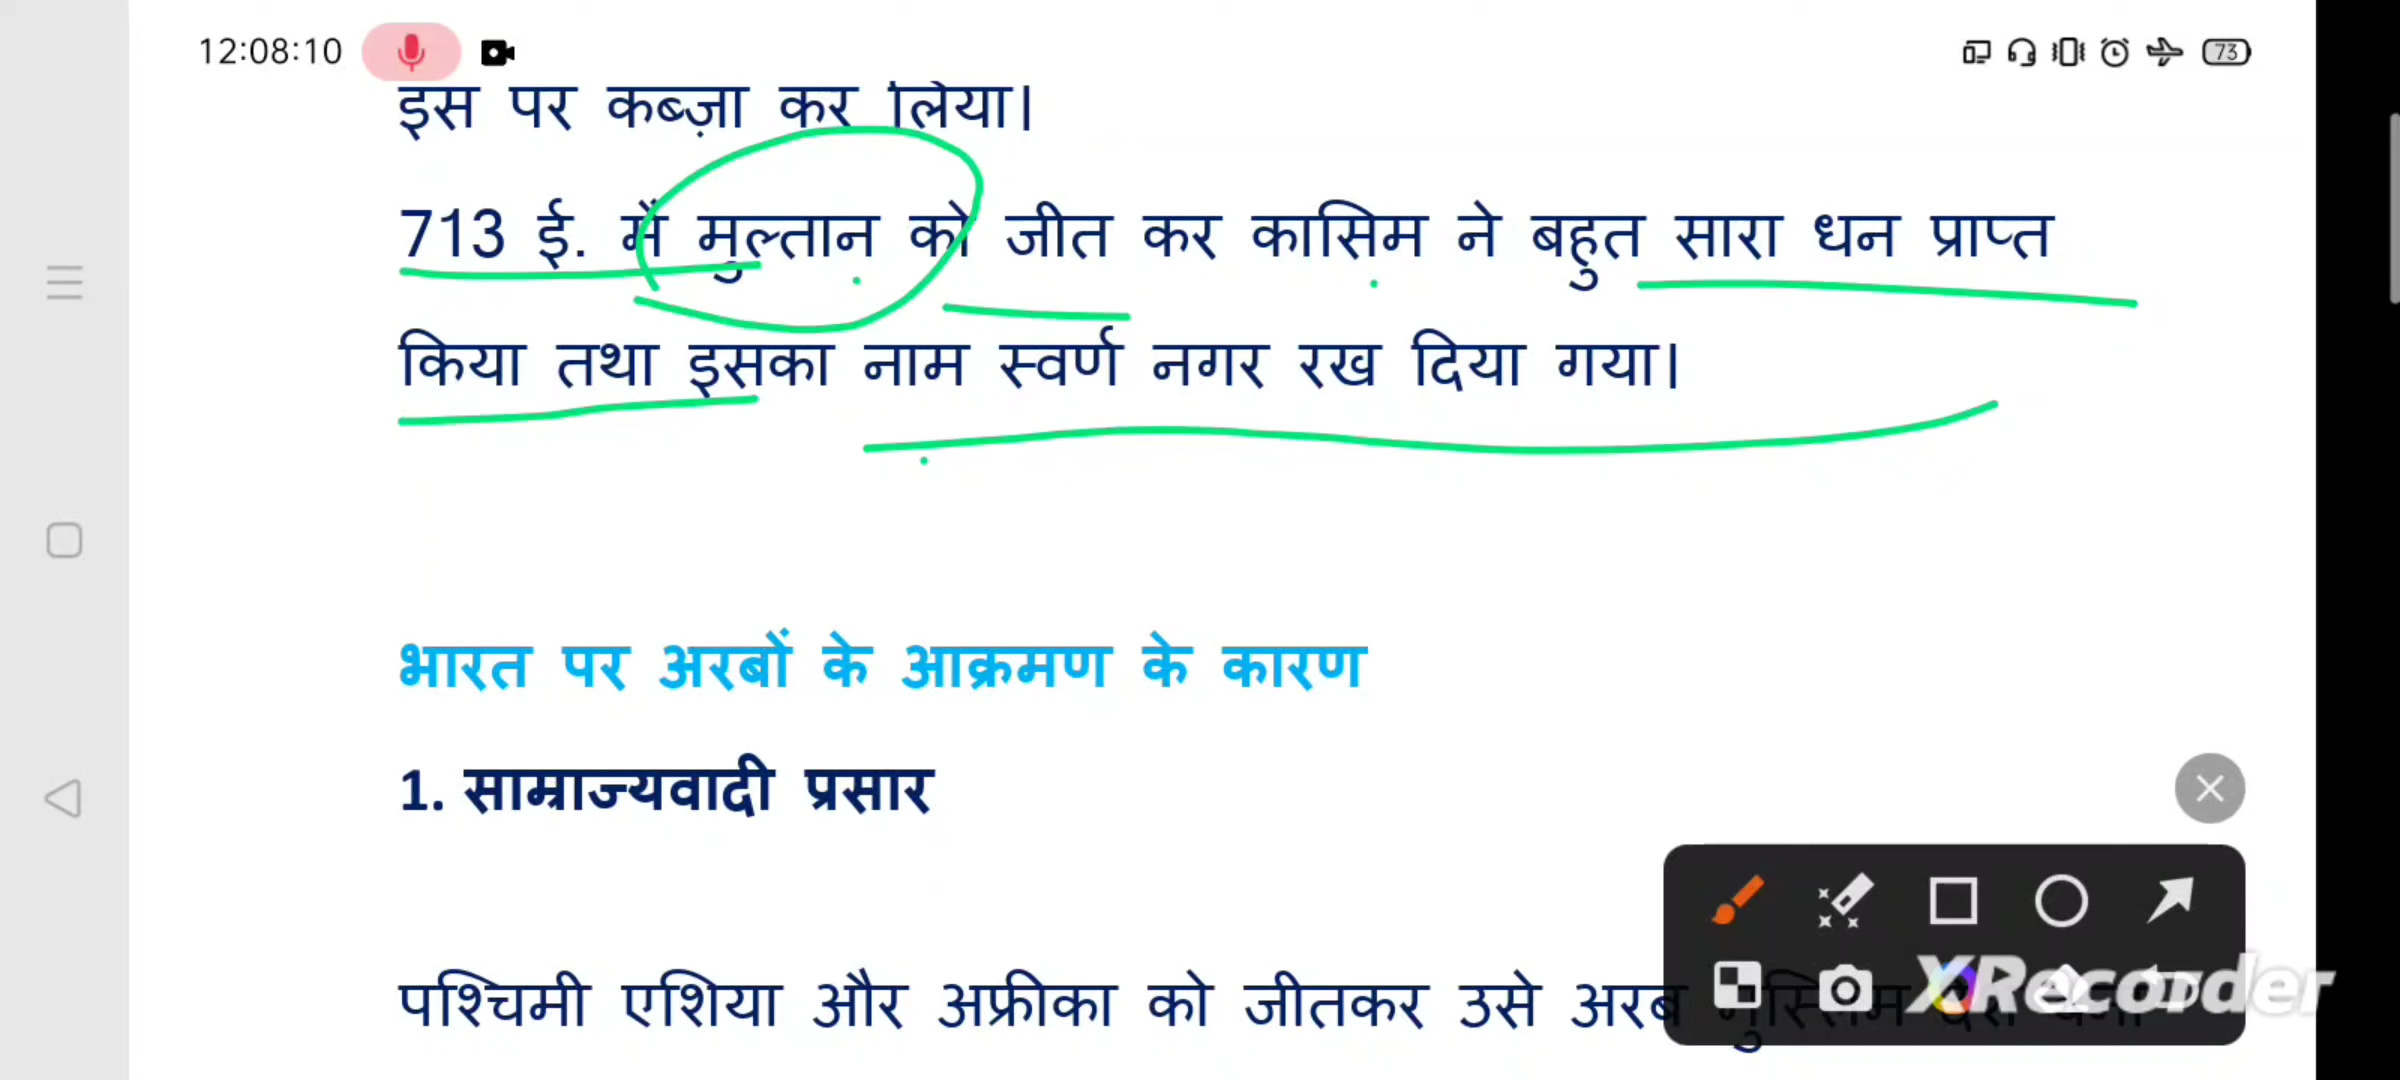 12:08:10
73
इस पर कब्ज़ा कर लिया।
713 ई. में मुल्तान को जीत कर कासिम ने बहुत सारा धन प्राप्त
किया तथा इसका नाम स्वर्ण नगर रख दिया गया।
भारत पर अरबों के आक्रमण के कारण
1. साम्राज्यवादी प्रसार
पश्चिमी एशिया और अफ्रीका को जीतकर उसे अरब मुस्लिम
XRecorder